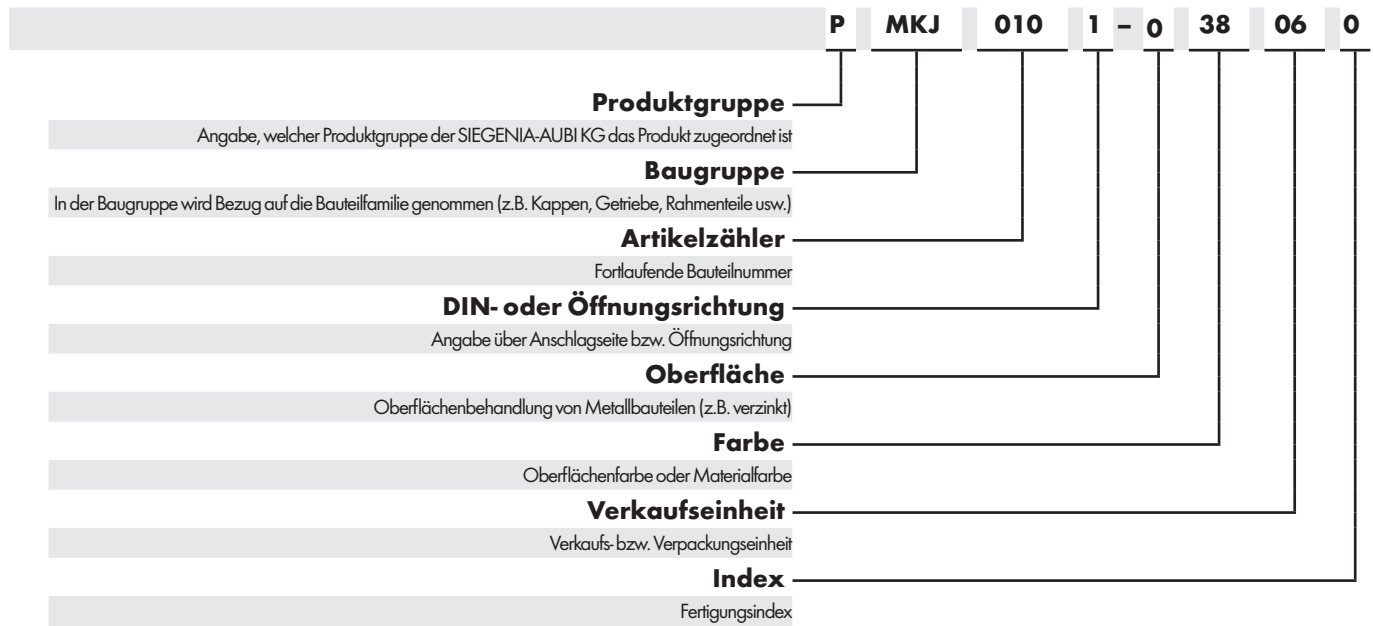 P MKJ 010 1 – 0 38 06 0
Produktgruppe
Angabe, welcher Produktgruppe der SIEGENIA-AUBI KG das Produkt zugeordnet ist
Baugruppe
In der Baugruppe wird Bezug auf die Bauteilfamilie genommen (z.B. Kappen, Getriebe, Rahmenteile usw.)
Artikelzähler
Fortlaufende Bauteilnummer
DIN- oder Öffnungsrichtung
Angabe über Anschlagseite bzw. Öffnungsrichtung
Oberfläche
Oberflächenbehandlung von Metallbauteilen (z.B. verzinkt)
Farbe
Oberflächenfarbe oder Materialfarbe
Verkaufseinheit
Verkaufs- bzw. Verpackungseinheit
Index
Fertigungsindex